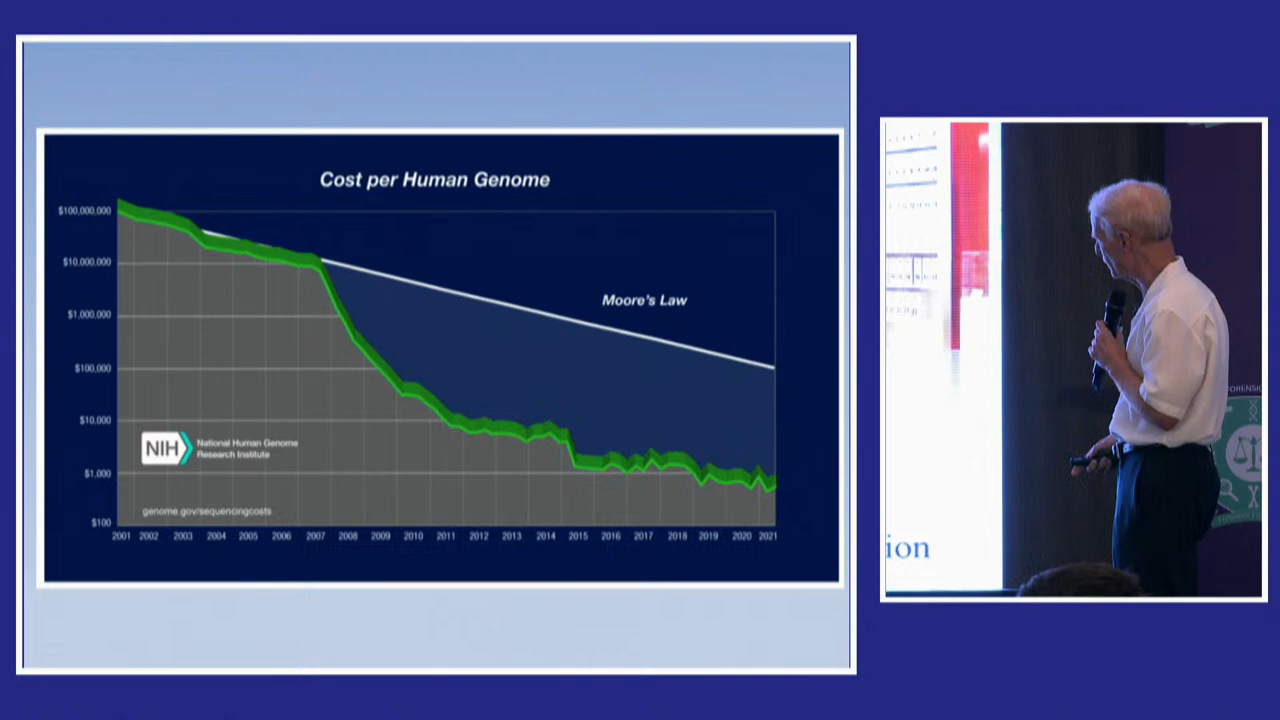 Cost per Human Genome
$100,000,000
$10,000,000
$1,000,000
$100,000
$10,000
$1,000
$100
Moore's Law
NIH
National Human Genome
Research Institute
genome.gov/sequencingcosts
2001 2002 2003 2004 2005 2006 2007 2008 2009 2010 2011 2012 2013 2014 2015 2016 2017 2018 2019 2020 2021
ion